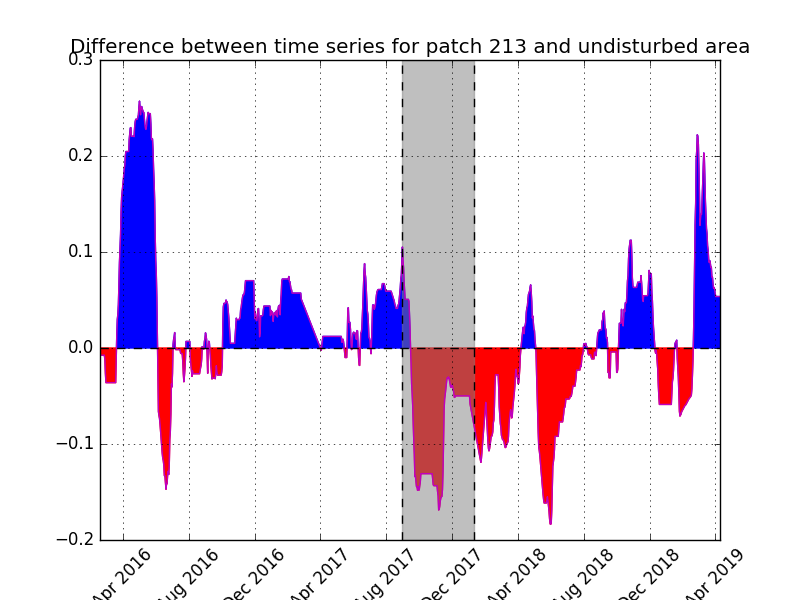 Difference between time series for patch 213 and undisturbed area
0.3
0.2
0.1
0.0
−0.1
−0.2
Apr 2016
Aug 2016
Dec 2016
Apr 2017
Aug 2017
Dec 2017
Apr 2018
Aug 2018
Dec 2018
Apr 2019